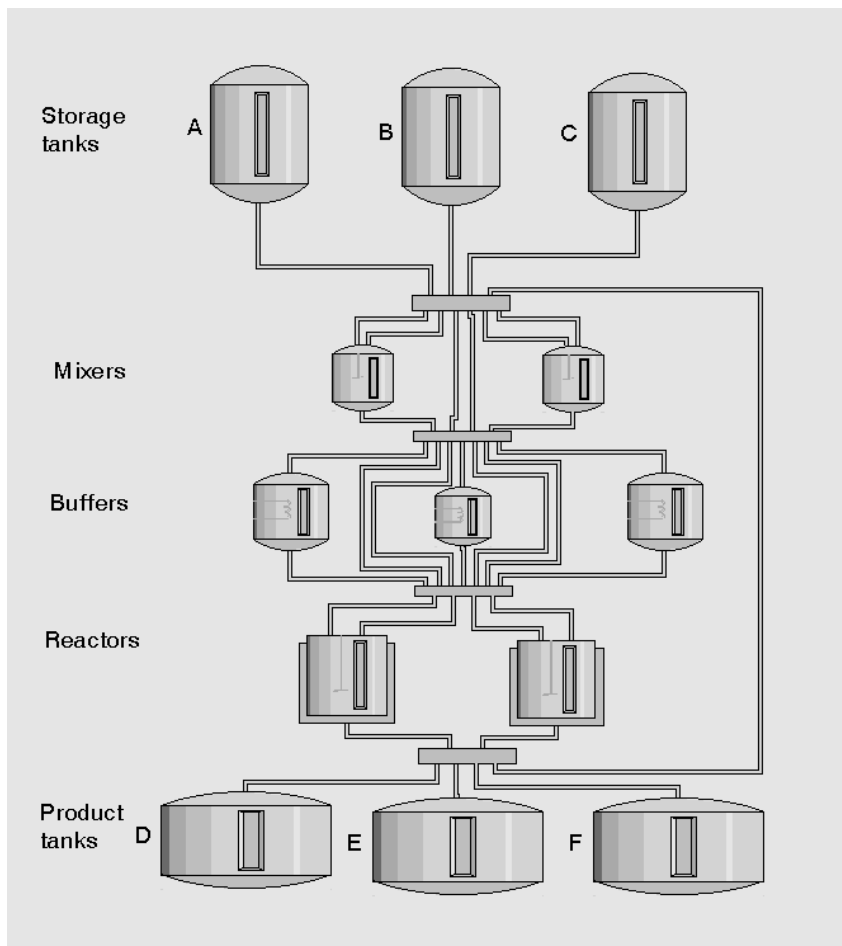 Storage
tanks
A
B
C
Mixers
Buffers
Reactors
Product
tanks
D
E
F